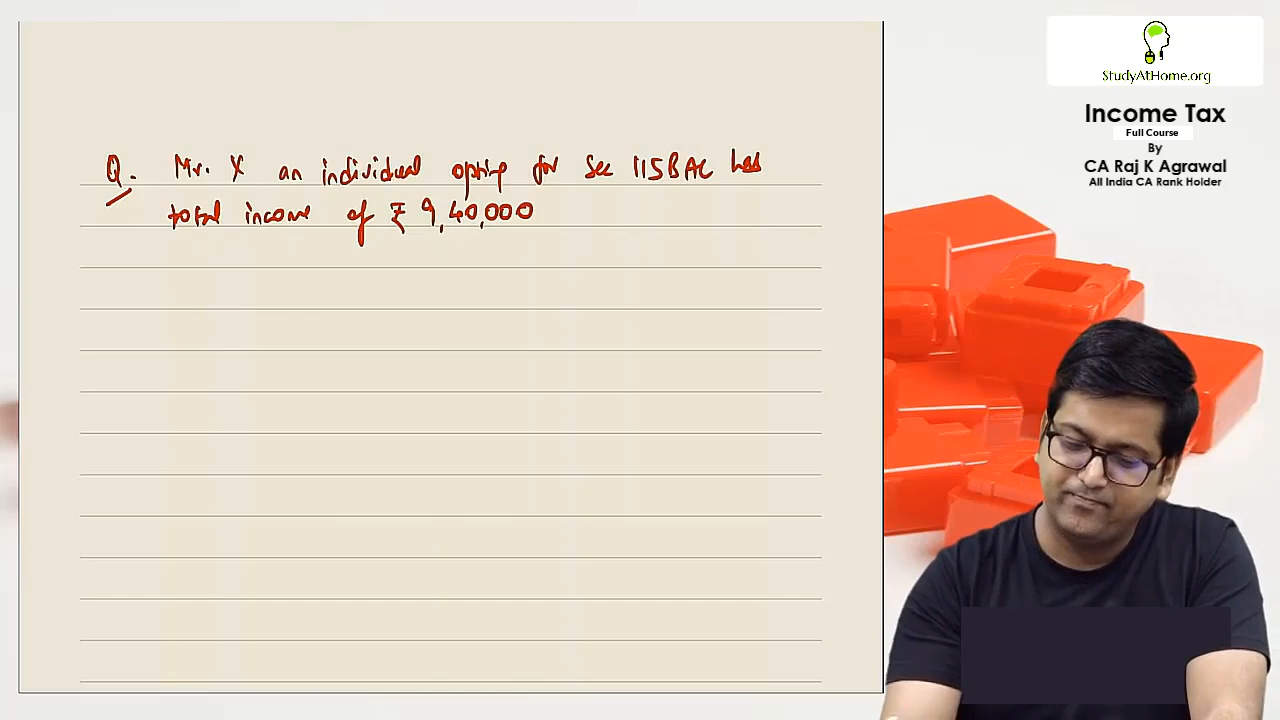 StudyAtHome.org
Income Tax
Full Course
By
CA Raj K Agrawal
All India CA Rank Holder
Q. Mr. X an individual opting for Sec 115BAC has
total income of ₹ 9,40,000